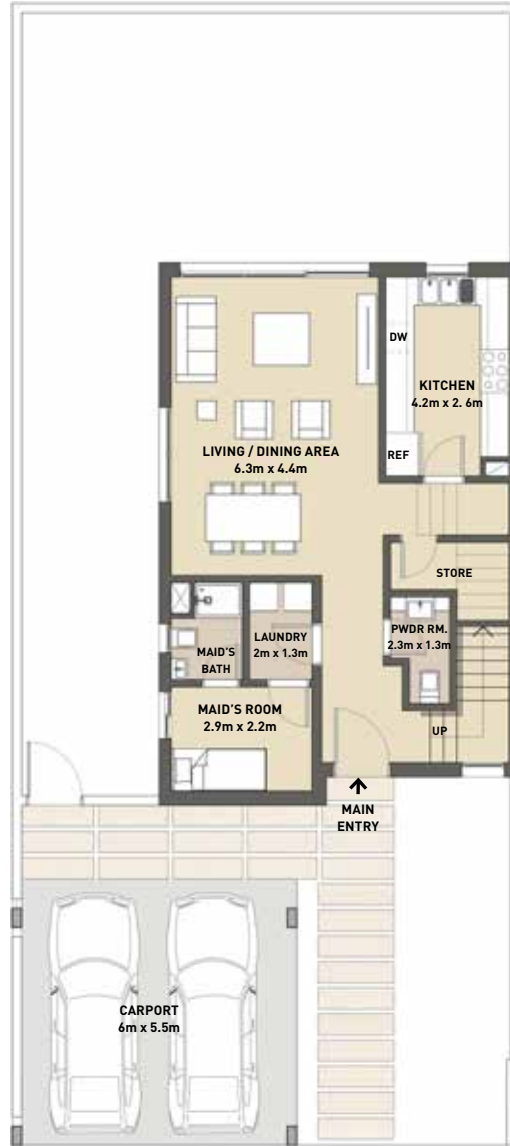 DW
KITCHEN
4.2m x 2. 6m
REF
LIVING / DINING AREA
6.3m x 4.4m
STORE
MAID'S
BATH
LAUNDRY
2m x 1.3m
PWDR RM.
2.3m x 1.3m
MAID'S ROOM
2.9m x 2.2m
UP
MAIN
ENTRY
CARPORT
6m x 5.5m